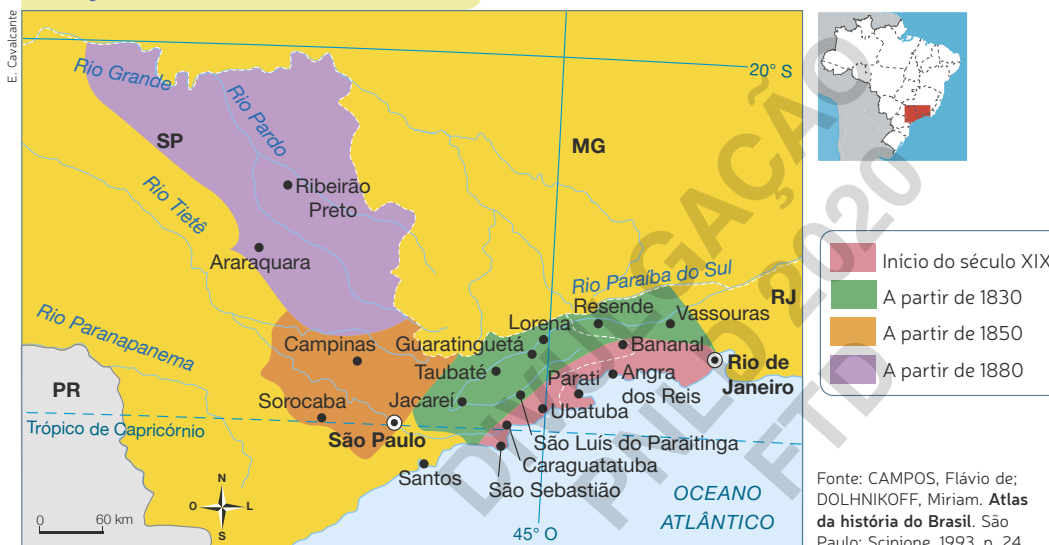 E. Cavalcante
20° S
Rio Grande
Rio Pardo
SP
MG
Rio Tietê
Ribeirão
Preto
Araraquara
Rio Paraíba do Sul
RJ
Resende
Vassouras
Lorena
Rio Paranapanema
Campinas
Guaratinguetá
Bananal
Rio de
Janeiro
Taubaté
Parati
Angra
dos Reis
PR
Sorocaba
Jacareí
Ubatuba
Trópico de Capricórnio
São Paulo
São Luís do Paraitinga
Caraguatatuba
Santos
São Sebastião
OCEANO
ATLÂNTICO
N
O
L
S
0 60 km
45° O
Início do século XIX
A partir de 1830
A partir de 1850
A partir de 1880
Fonte: CAMPOS, Flávio de;
DOLHNIKOFF, Miriam. Atlas
da história do Brasil. São
Paulo: Scipione, 1993. p. 24.
DIVULGAÇÃO
PNLD 2020
FTD